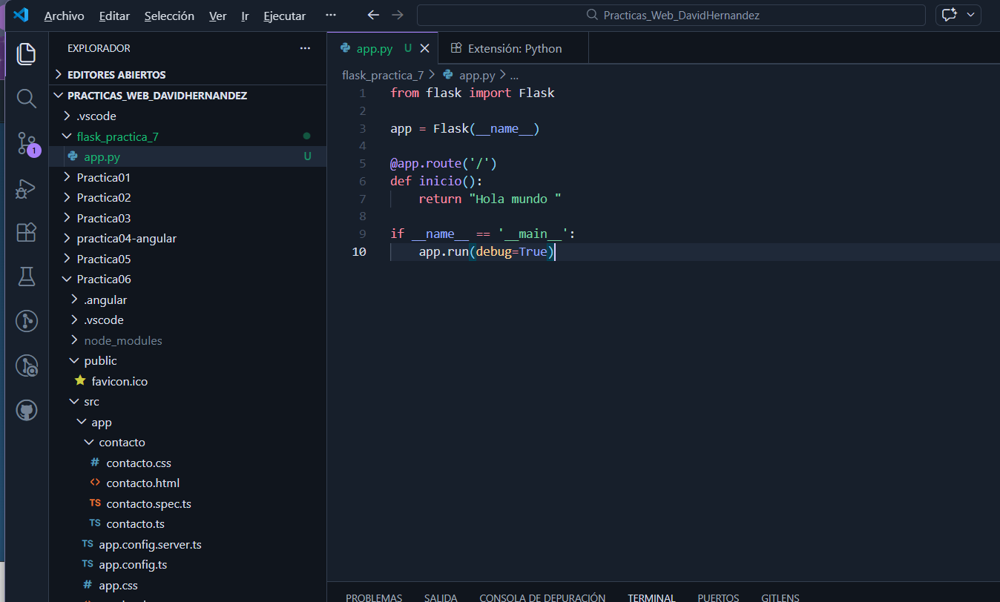 Archivo Editar Selección Ver Ir Ejecutar ··· Practicas_Web_DavidHernandez
EXPLORADOR ···
EDITORES ABIERTOS
PRACTICAS_WEB_DAVIDHERNANDEZ
.vscode
flask_practica_7
app.py U
Practica01
Practica02
Practica03
practica04-angular
Practica05
Practica06
.angular
.vscode
node_modules
public
favicon.ico
src
app
contacto
# contacto.css
<> contacto.html
TS contacto.spec.ts
TS contacto.ts
TS app.config.server.ts
TS app.config.ts
# app.css
1
app.py U Extensión: Python
flask_practica_7 > app.py > ...
1 from flask import Flask
2
3 app = Flask(__name__)
4
5 @app.route('/')
6 def inicio():
7 return "Hola mundo "
8
9 if __name__ == '__main__':
10 app.run(debug=True)
PROBLEMAS SALIDA CONSOLA DE DEPURACIÓN TERMINAL PUERTOS GITLENS